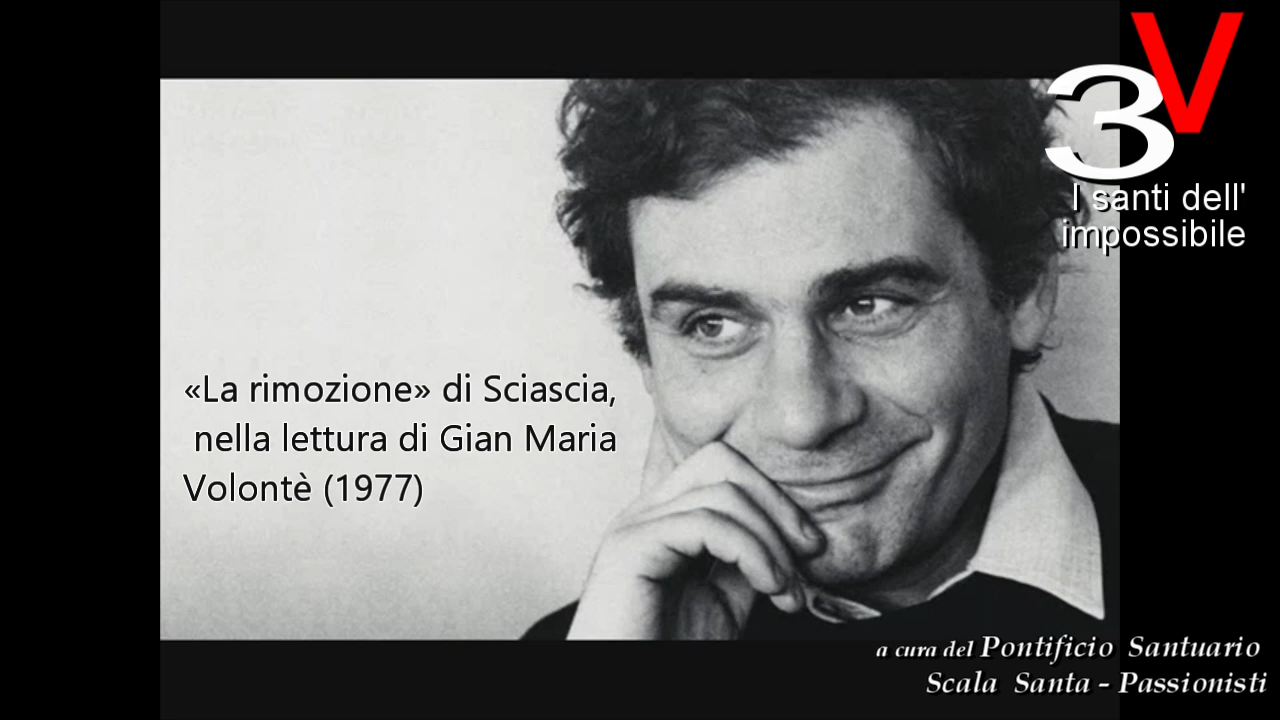 3V
I santi dell'
impossibile
«La rimozione» di Sciascia,
nella lettura di Gian Maria
Volontè (1977)
a cura del Pontificio Santuario
Scala Santa - Passionisti